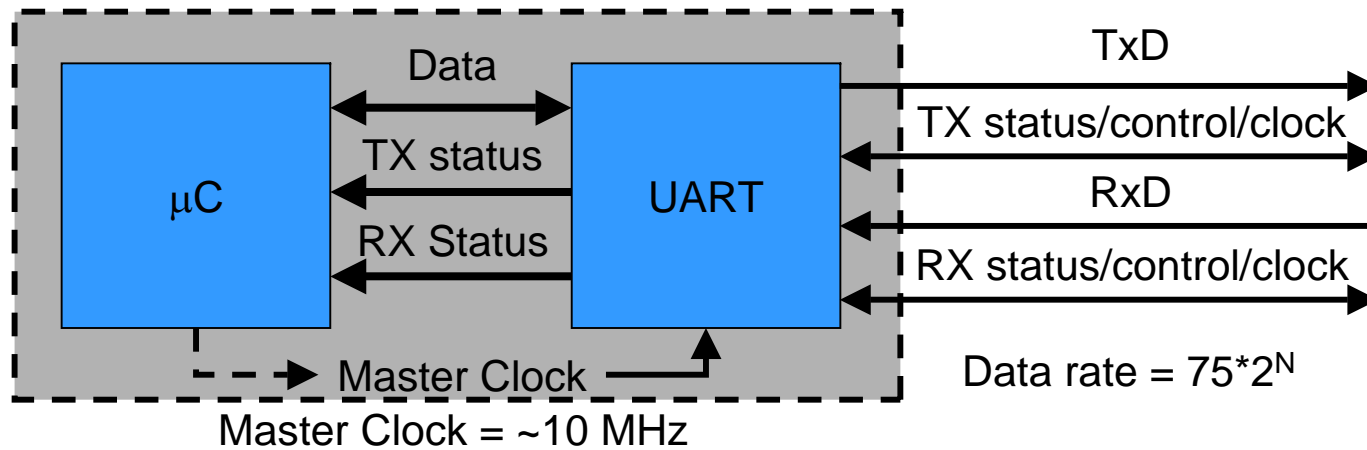 Data
TX status
RX Status
μC
UART
Master Clock
Master Clock = ~10 MHz
TxD
TX status/control/clock
RxD
RX status/control/clock
Data rate = 75*2ᴺ